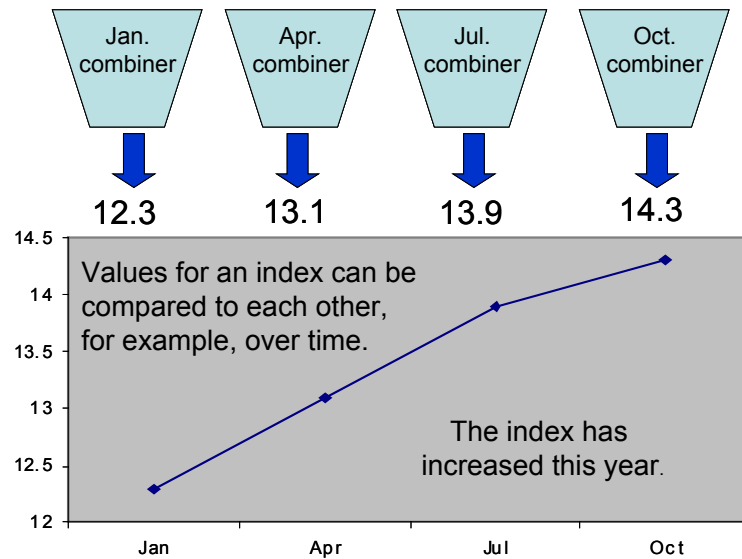 Jan.
combiner
Apr.
combiner
Jul.
combiner
Oct.
combiner
12.3
13.1
13.9
14.3
14.5
14
13.5
13
12.5
12
Values for an index can be
compared to each other,
for example, over time.
The index has
increased this year.
Jan
Apr
Jul
Oct